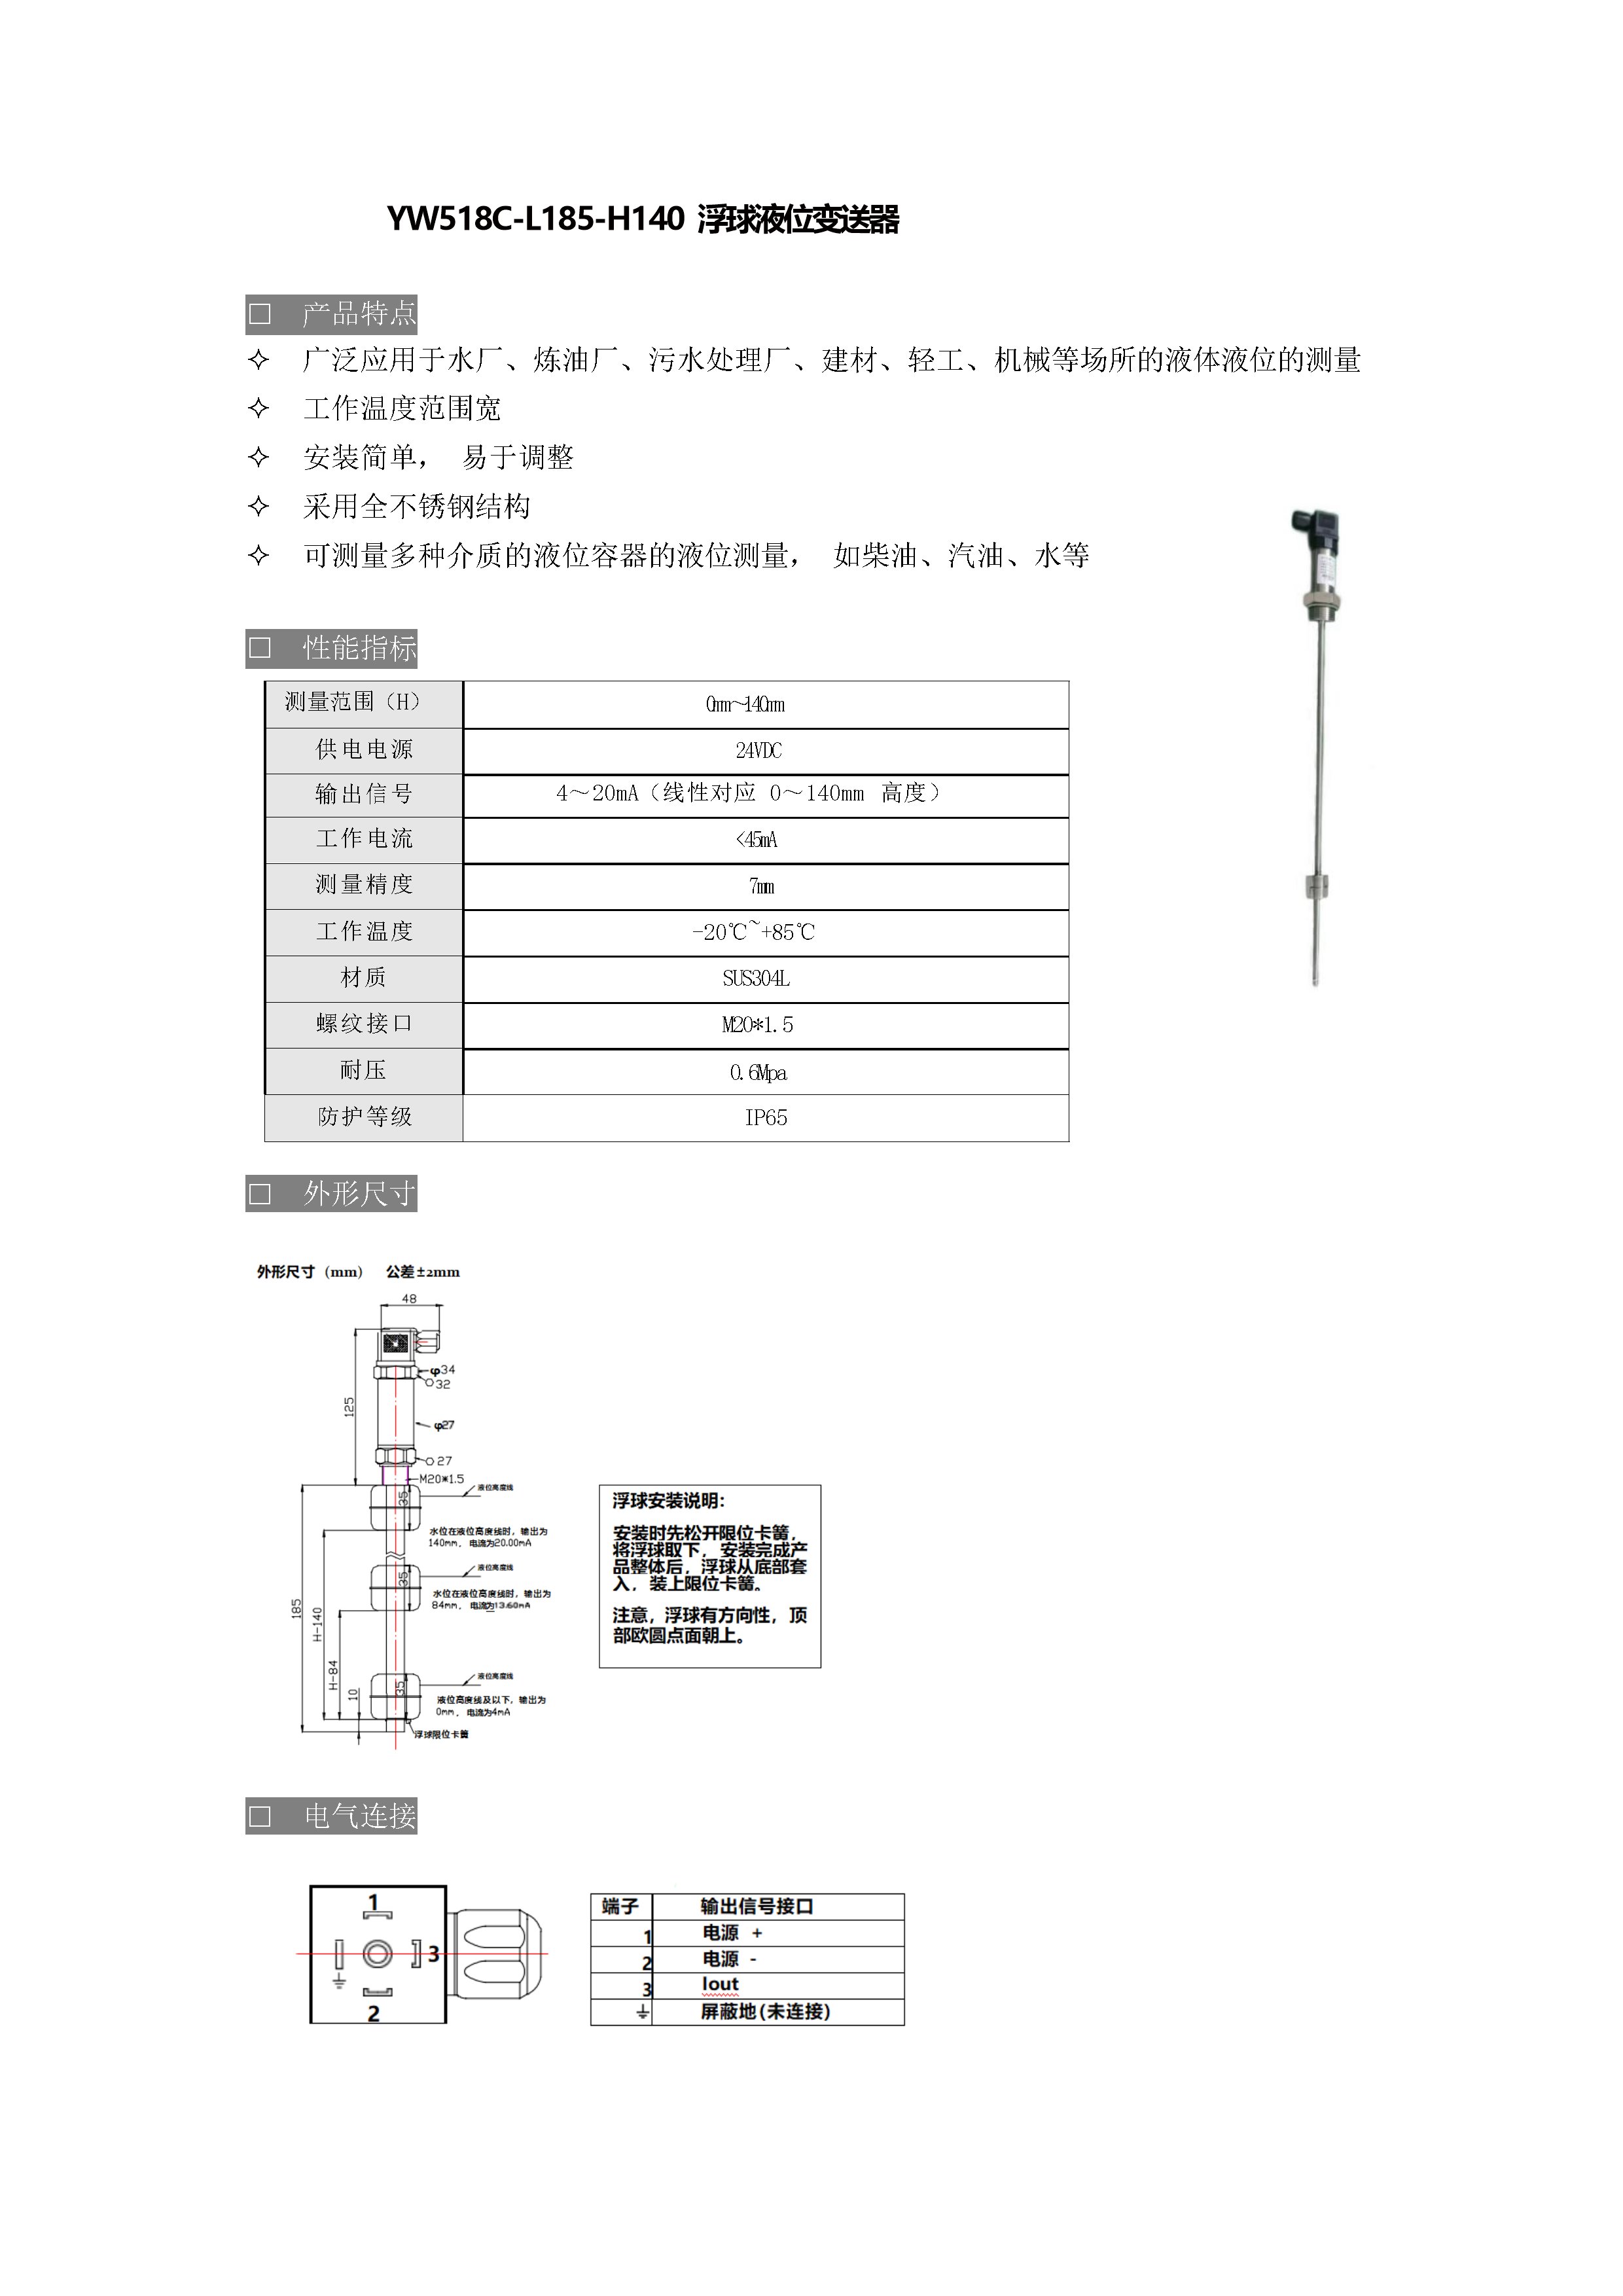 YW518C-L185-H140 浮球液位变送器
□ 产品特点
✧ 广泛应用于水厂、炼油厂、污水处理厂、建材、轻工、机械等场所的液体液位的测量
✧ 工作温度范围宽
✧ 安装简单， 易于调整
✧ 采用全不锈钢结构
✧ 可测量多种介质的液位容器的液位测量， 如柴油、汽油、水等
□ 性能指标
测量范围（H） 0mm~140mm
供电电源 24VDC
输出信号 4～20mA（线性对应 0～140mm 高度）
工作电流 <45mA
测量精度 7mm
工作温度 -20℃~+85℃
材质 SUS304L
螺纹接口 M20*1.5
耐压 0.6Mpa
防护等级 IP65
□ 外形尺寸
外形尺寸（mm） 公差±2mm
48
φ34
○32
125
φ27
○27
M20*1.5
液位高度线
35
水位在液位高度线时，输出为
140mm，电流为20.00mA
液位高度线
35
水位在液位高度线时，输出为
84mm，电流为13.60mA
185
H-140
H-84
10
液位高度线
35
液位高度线及以下，输出为
0mm，电流为4mA
浮球限位卡簧
浮球安装说明：
安装时先松开限位卡簧，
将浮球取下，安装完成产
品整体后，浮球从底部套
入，装上限位卡簧。
注意，浮球有方向性，顶
部欧圆点面朝上。
□ 电气连接
1
3
2
端子 输出信号接口
1 电源 +
2 电源 -
3 Iout
⏚ 屏蔽地(未连接)